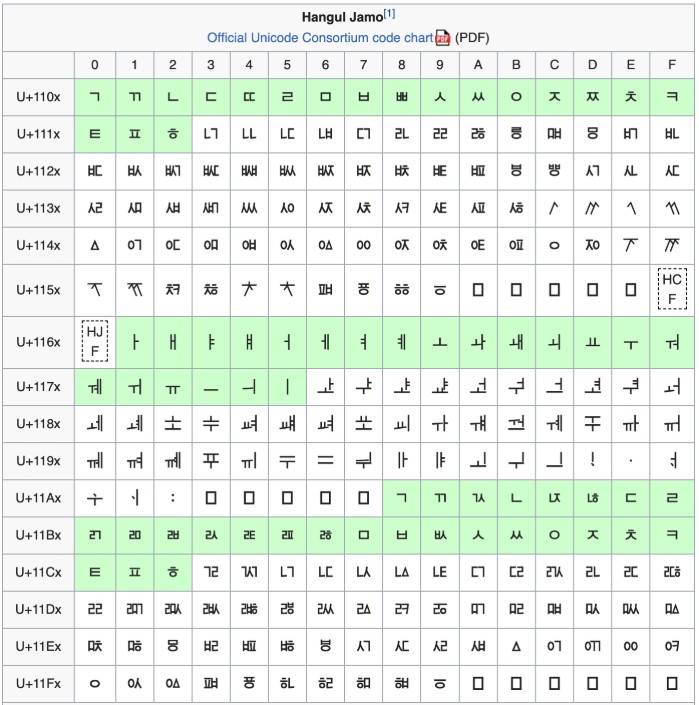 Hangul Jamo[1]
Official Unicode Consortium code chart (PDF)
0 1 2 3 4 5 6 7 8 9 A B C D E F
U+110x ᄀ ᄁ ᄂ ᄃ ᄄ ᄅ ᄆ ᄇ ᄈ ᄉ ᄊ ᄋ ᄌ ᄍ ᄎ ᄏ
U+111x ᄐ ᄑ ᄒ ᄓ ᄔ ᄕ ᄖ ᄗ ᄘ ᄙ ᄚ ᄛ ᄜ ᄝ ᄞ ᄟ
U+112x ᄠ ᄡ ᄢ ᄣ ᄤ ᄥ ᄦ ᄧ ᄨ ᄩ ᄪ ᄫ ᄬ ᄭ ᄮ ᄯ
U+113x ᄰ ᄱ ᄲ ᄳ ᄴ ᄵ ᄶ ᄷ ᄸ ᄹ ᄺ ᄻ ᄼ ᄽ ᄾ ᄿ
U+114x ᅀ ᅁ ᅂ ᅃ ᅄ ᅅ ᅆ ᅇ ᅈ ᅉ ᅊ ᅋ ᅌ ᅍ ᅎ ᅏ
U+115x ᅐ ᅑ ᅒ ᅓ ᅔ ᅕ ᅖ ᅗ ᅘ ᅙ □ □ □ □ □ HC F
U+116x HJ F ᅡ ᅢ ᅣ ᅤ ᅥ ᅦ ᅧ ᅨ ᅩ ᅪ ᅫ ᅬ ᅭ ᅮ ᅯ
U+117x ᅰ ᅱ ᅲ ᅳ ᅴ ᅵ ᅶ ᅷ ᅸ ᅹ ᅺ ᅻ ᅼ ᅽ ᅾ ᅿ
U+118x ᆀ ᆁ ᆂ ᆃ ᆄ ᆅ ᆆ ᆇ ᆈ ᆉ ᆊ ᆋ ᆌ ᆍ ᆎ ᆏ
U+119x ᆐ ᆑ ᆒ ᆓ ᆔ ᆕ ᆖ ᆗ ᆘ ᆙ ᆚ ᆛ ᆜ ᆝ ᆞ ᆟ
U+11Ax ᆠ ᆡ ᆢ □ □ □ □ □ ᆨ ᆩ ᆪ ᆫ ᆬ ᆭ ᆮ ᆯ
U+11Bx ᆰ ᆱ ᆲ ᆳ ᆴ ᆵ ᆶ ᆷ ᆸ ᆹ ᆺ ᆻ ᆼ ᆽ ᆾ ᆿ
U+11Cx ᇀ ᇁ ᇂ ᇃ ᇄ ᇅ ᇆ ᇇ ᇈ ᇉ ᇊ ᇋ ᇌ ᇍ ᇎ ᇏ
U+11Dx ᇐ ᇑ ᇒ ᇓ ᇔ ᇕ ᇖ ᇗ ᇘ ᇙ ᇚ ᇛ ᇜ ᇝ ᇞ ᇟ
U+11Ex ᇠ ᇡ ᇢ ᇣ ᇤ ᇥ ᇦ ᇧ ᇨ ᇩ ᇪ ᇫ ᇬ ᇭ ᇮ ᇯ
U+11Fx ᇰ ᇱ ᇲ ᇳ ᇴ ᇵ ᇶ ᇷ ᇸ ᇹ □ □ □ □ □ □